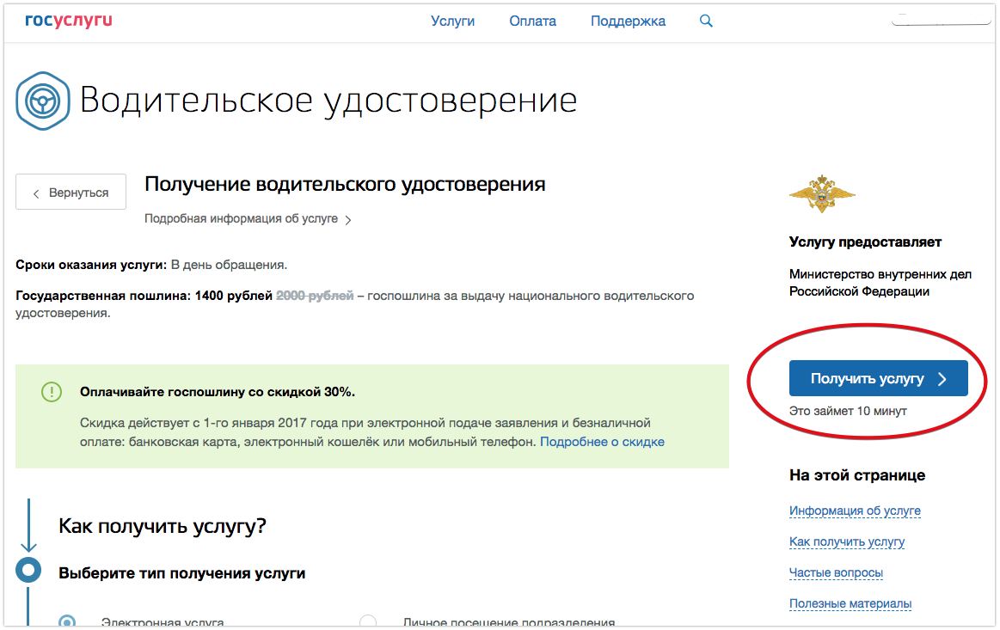 госуслуги
Услуги Оплата Поддержка
Водительское удостоверение
Вернуться
Получение водительского удостоверения
Подробная информация об услуге
Сроки оказания услуги: В день обращения.
Государственная пошлина: 1400 рублей 2000 рублей – госпошлина за выдачу национального водительского
удостоверения.
Оплачивайте госпошлину со скидкой 30%.
Скидка действует с 1-го января 2017 года при электронной подаче заявления и безналичной
оплате: банковская карта, электронный кошелёк или мобильный телефон. Подробнее о скидке
Как получить услугу?
Выберите тип получения услуги
Электронная услуга
Личное посещение подразделения
Услугу предоставляет
Министерство внутренних дел
Российской Федерации
Получить услугу
Это займет 10 минут
На этой странице
Информация об услуге
Как получить услугу
Частые вопросы
Полезные материалы